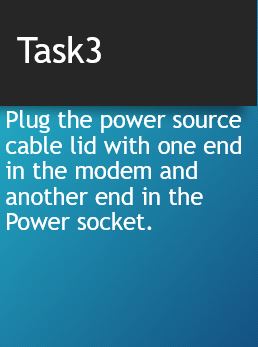 Task3
Plug the power source
cable lid with one end
in the modem and
another end in the
Power socket.